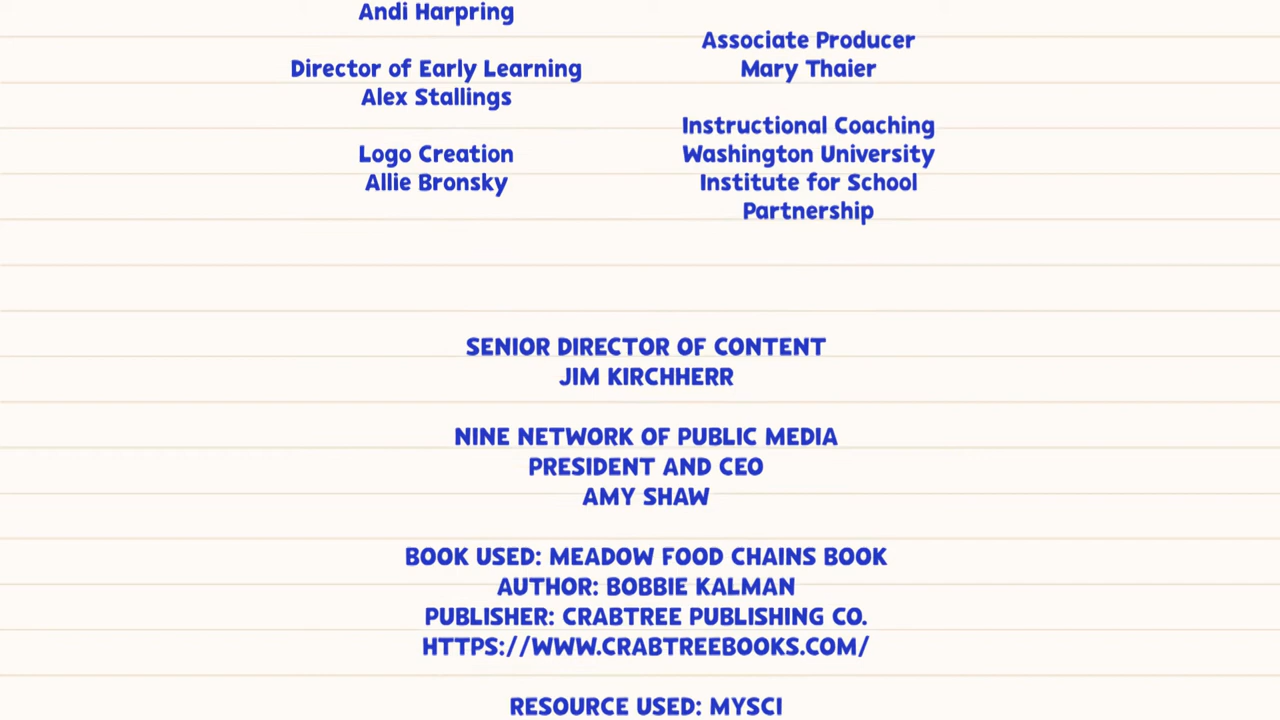 Andi Harpring
Director of Early Learning
Alex Stallings
Logo Creation
Allie Bronsky
Associate Producer
Mary Thaier
Instructional Coaching
Washington University
Institute for School
Partnership
SENIOR DIRECTOR OF CONTENT
JIM KIRCHHERR
NINE NETWORK OF PUBLIC MEDIA
PRESIDENT AND CEO
AMY SHAW
BOOK USED: MEADOW FOOD CHAINS BOOK
AUTHOR: BOBBIE KALMAN
PUBLISHER: CRABTREE PUBLISHING CO.
HTTPS://WWW.CRABTREEBOOKS.COM/
RESOURCE USED: MYSCI